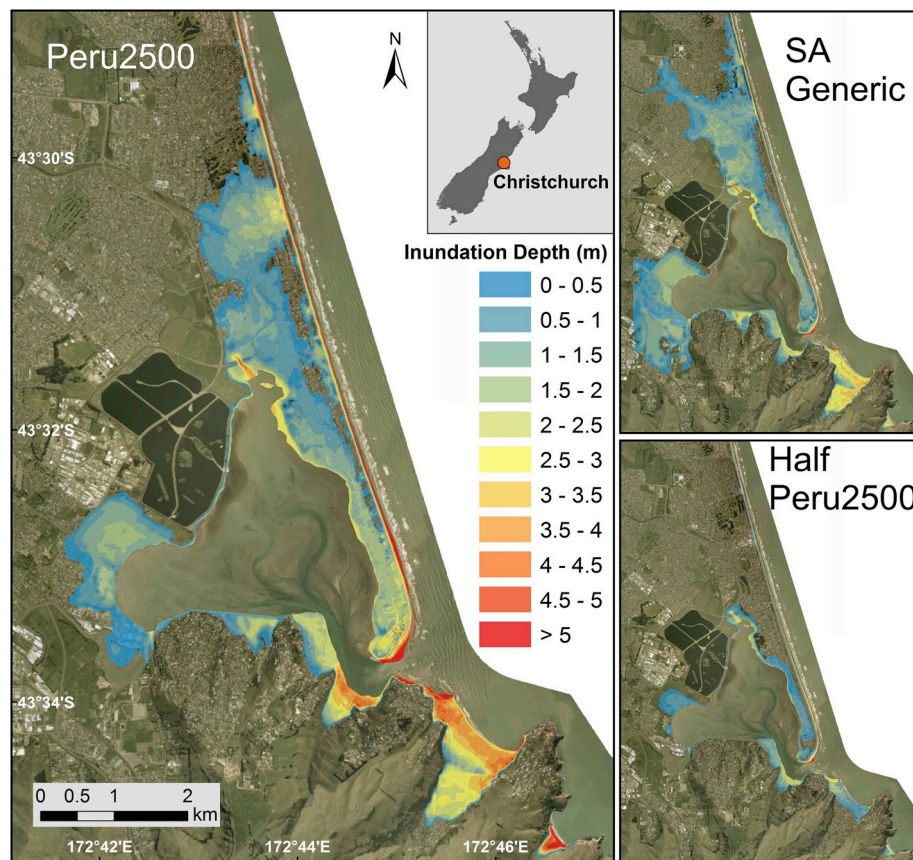 Peru2500
N
Christchurch
43°30'S
43°32'S
43°34'S
Inundation Depth (m)
0 - 0.5
0.5 - 1
1 - 1.5
1.5 - 2
2 - 2.5
2.5 - 3
3 - 3.5
3.5 - 4
4 - 4.5
4.5 - 5
> 5
0 0.5 1 2
km
172°42'E 172°44'E 172°46'E
SA
Generic
Half
Peru2500